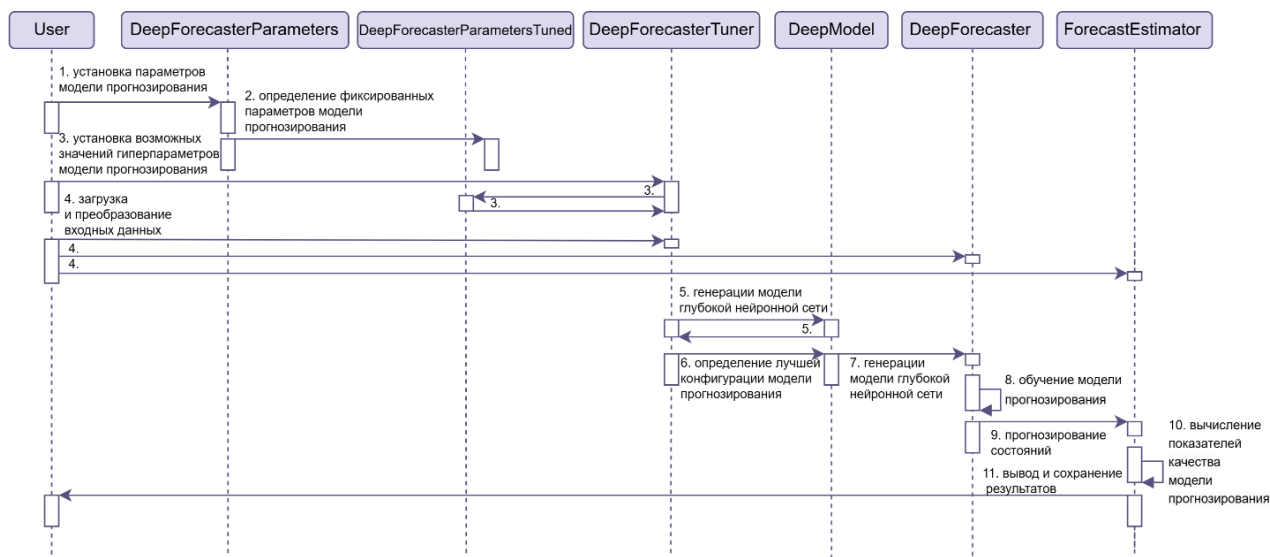 User
DeepForecasterParameters
DeepForecasterParametersTuned
DeepForecasterTuner
DeepModel
DeepForecaster
ForecastEstimator
1. установка параметров
модели прогнозирования
2. определение фиксированных
параметров модели
прогнозирования
3. установка возможных
значений гиперпараметров
модели прогнозирования
3.
3.
4. загрузка
и преобразование
входных данных
4.
4.
5. генерации модели
глубокой нейронной сети
5.
6. определение лучшей
конфигурации модели
прогнозирования
7. генерации
модели глубокой
нейронной сети
8. обучение модели
прогнозирования
9. прогнозирование
состояний
10. вычисление
показателей
качества
модели
прогнозирования
11. вывод и сохранение
результатов